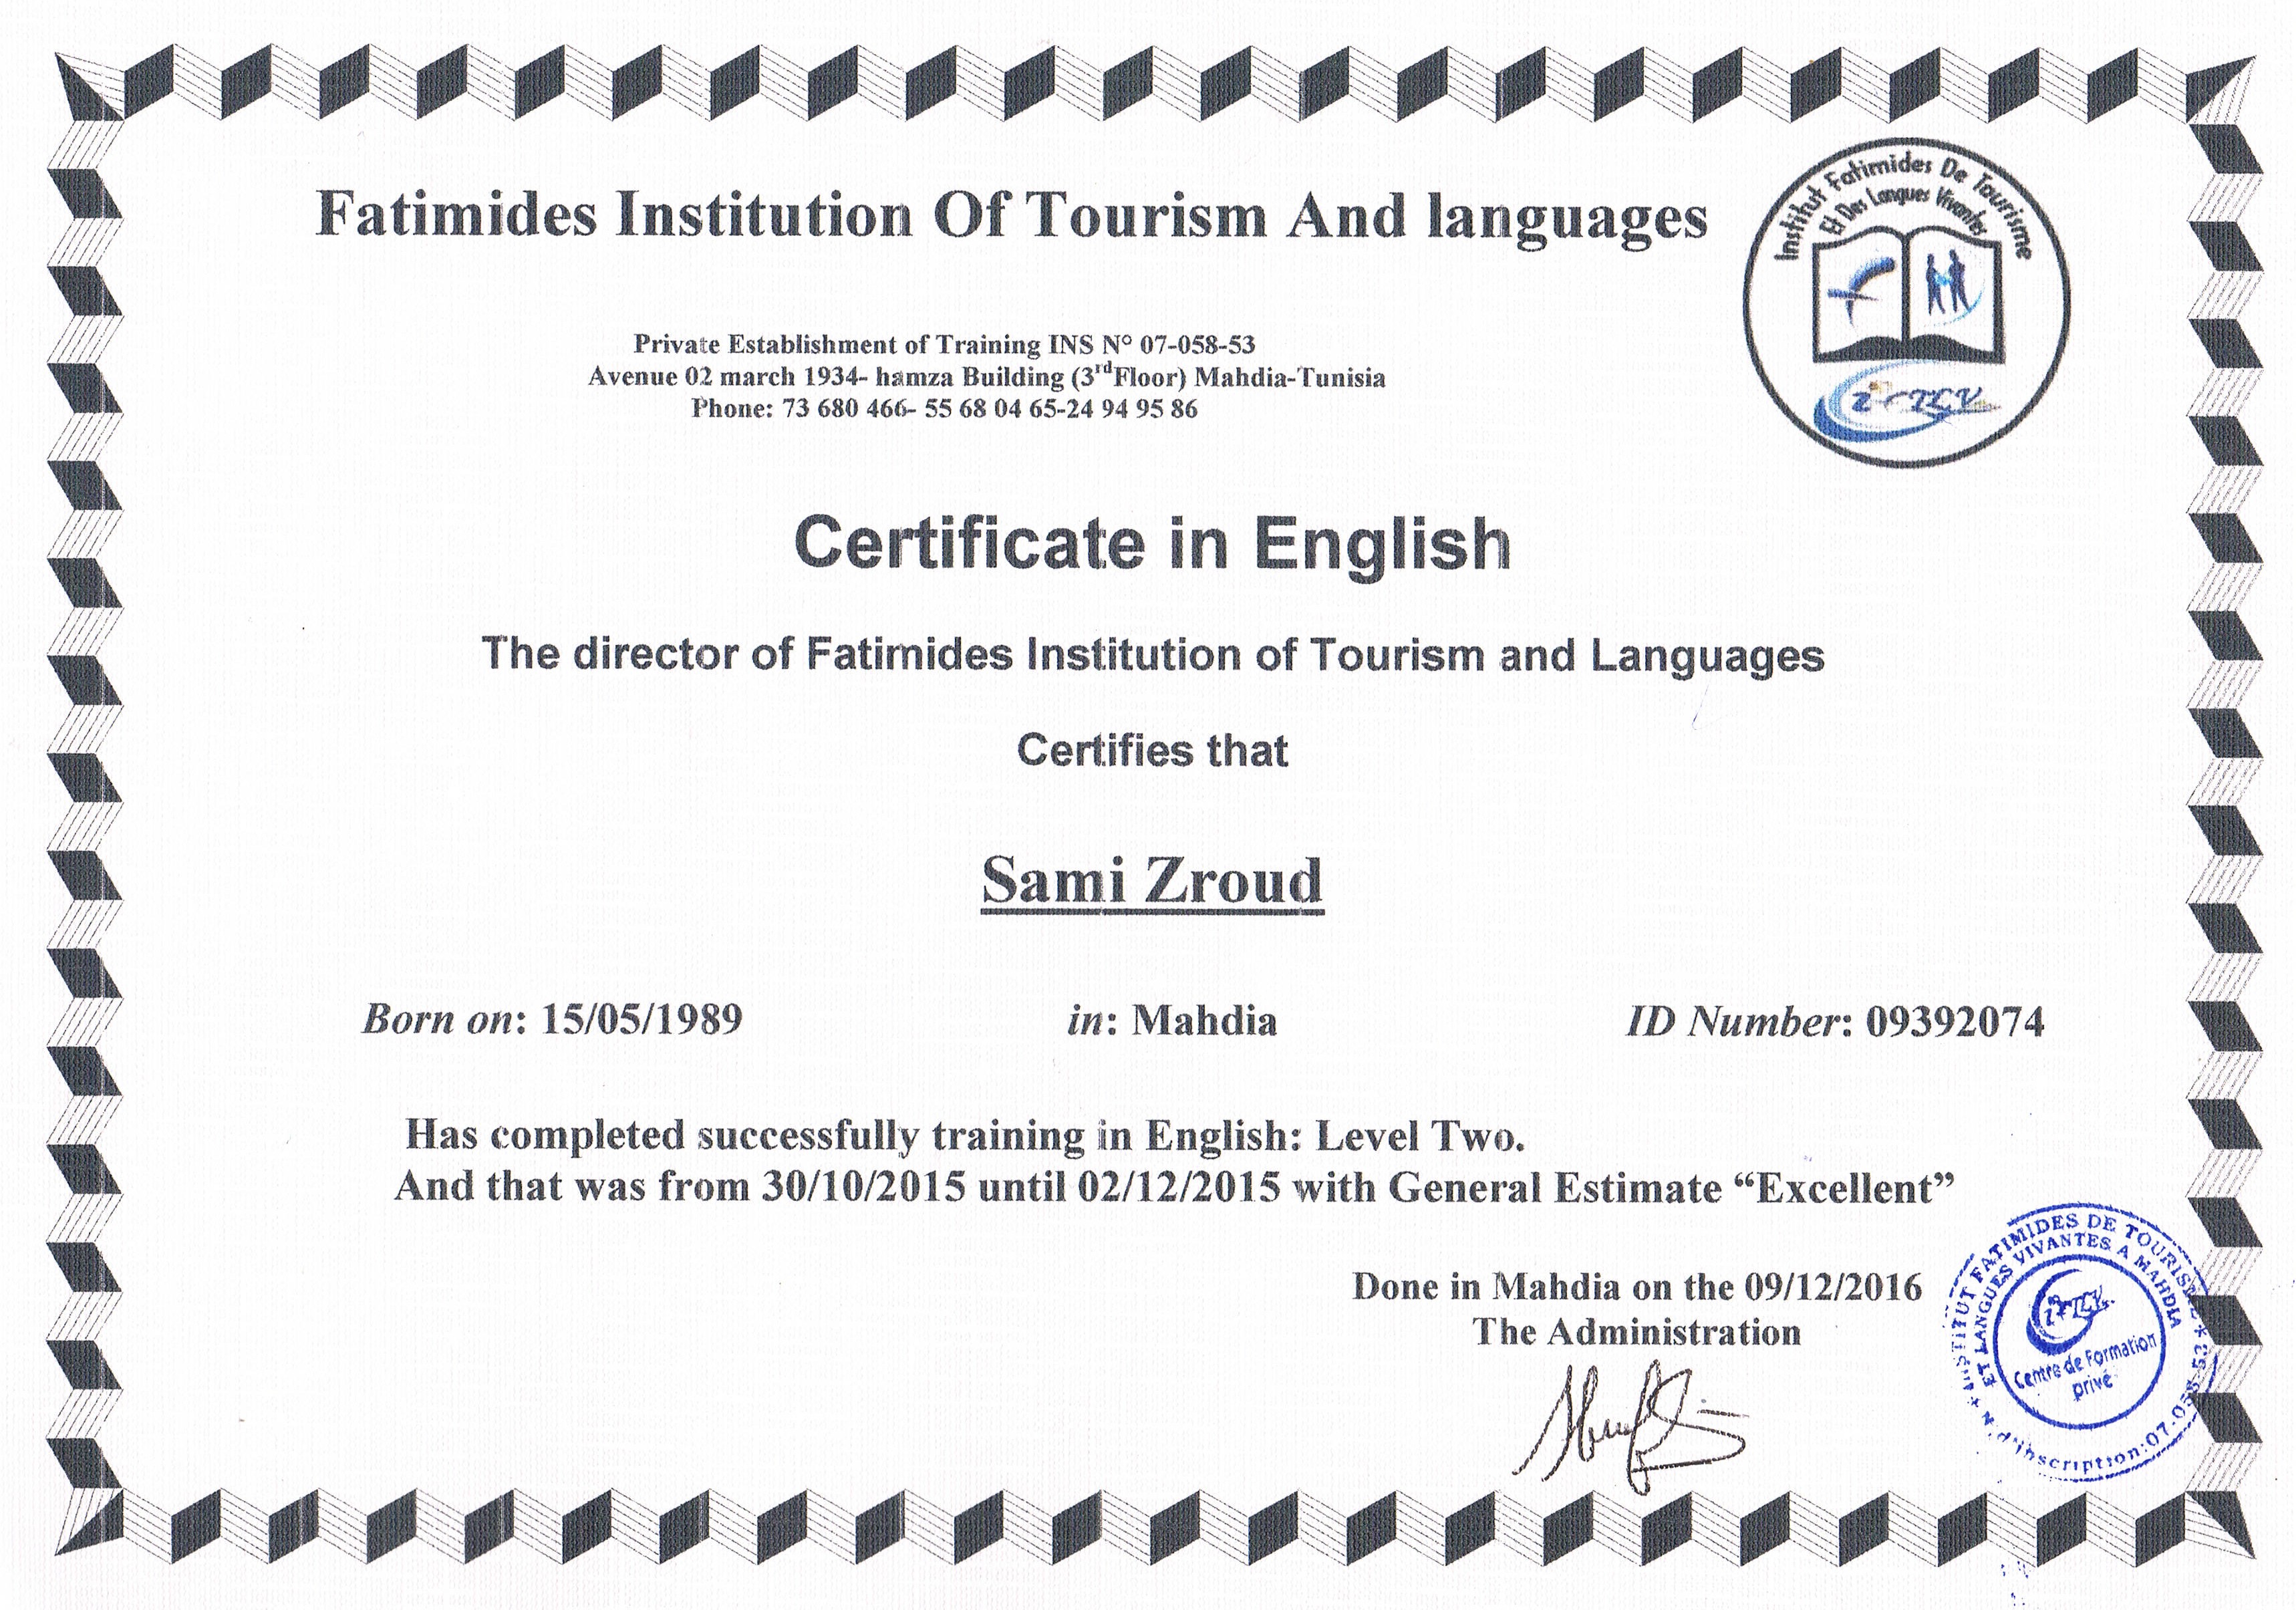 Fatimides Institution Of Tourism And languages
Institut Fatimides De Tourisme
Et Des Langues Vivantes
Private Establishment of Training INS N° 07-058-53
Avenue 02 march 1934- hamza Building (3rdFloor) Mahdia-Tunisia
Phone: 73 680 466- 55 68 04 65-24 94 95 86
Certificate in English
The director of Fatimides Institution of Tourism and Languages
Certifies that
Sami Zroud
Born on: 15/05/1989 in: Mahdia ID Number: 09392074
Has completed successfully training in English: Level Two.
And that was from 30/10/2015 until 02/12/2015 with General Estimate “Excellent”
Done in Mahdia on the 09/12/2016
The Administration
INSTITUT FATIMIDES DE TOURISME
ET LANGUES VIVANTES A MAHDIA
Centre de Formation
privé
N d'inscription:07-058-53